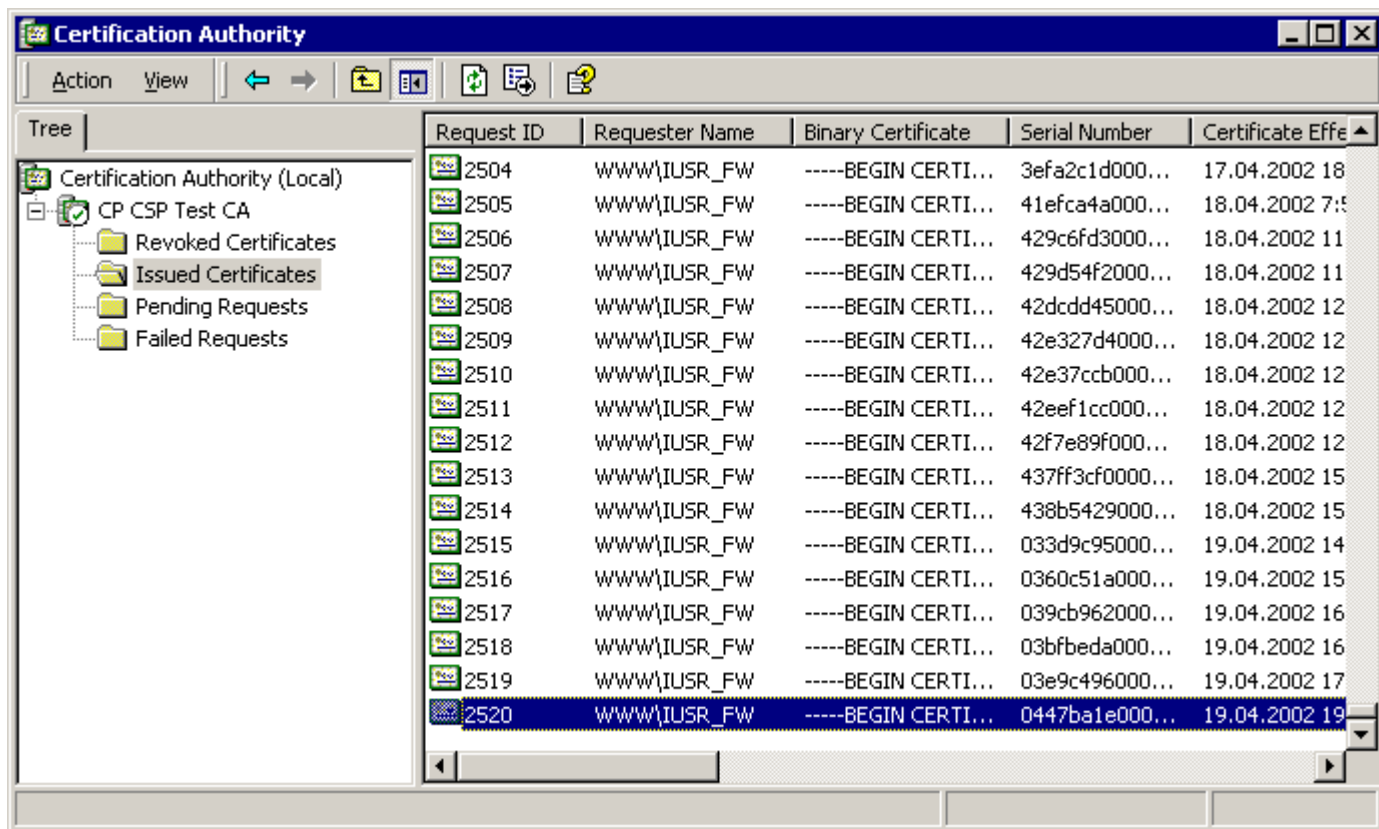 Certification Authority
Action View
Tree
Certification Authority (Local)
CP CSP Test CA
Revoked Certificates
Issued Certificates
Pending Requests
Failed Requests
Request ID Requester Name Binary Certificate Serial Number Certificate Effe
2504 WWW\IUSR_FW -----BEGIN CERTI... 3efa2c1d000... 17.04.2002 18
2505 WWW\IUSR_FW -----BEGIN CERTI... 41efca4a000... 18.04.2002 7:5
2506 WWW\IUSR_FW -----BEGIN CERTI... 429c6fd3000... 18.04.2002 11
2507 WWW\IUSR_FW -----BEGIN CERTI... 429d54f2000... 18.04.2002 11
2508 WWW\IUSR_FW -----BEGIN CERTI... 42dcdd45000... 18.04.2002 12
2509 WWW\IUSR_FW -----BEGIN CERTI... 42e327d4000... 18.04.2002 12
2510 WWW\IUSR_FW -----BEGIN CERTI... 42e37ccb000... 18.04.2002 12
2511 WWW\IUSR_FW -----BEGIN CERTI... 42eef1cc000... 18.04.2002 12
2512 WWW\IUSR_FW -----BEGIN CERTI... 42f7e89f000... 18.04.2002 12
2513 WWW\IUSR_FW -----BEGIN CERTI... 437ff3cf0000... 18.04.2002 15
2514 WWW\IUSR_FW -----BEGIN CERTI... 438b5429000... 18.04.2002 15
2515 WWW\IUSR_FW -----BEGIN CERTI... 033d9c95000... 19.04.2002 14
2516 WWW\IUSR_FW -----BEGIN CERTI... 0360c51a000... 19.04.2002 15
2517 WWW\IUSR_FW -----BEGIN CERTI... 039cb962000... 19.04.2002 16
2518 WWW\IUSR_FW -----BEGIN CERTI... 03bfbeda000... 19.04.2002 16
2519 WWW\IUSR_FW -----BEGIN CERTI... 03e9c496000... 19.04.2002 17
2520 WWW\IUSR_FW -----BEGIN CERTI... 0447ba1e000... 19.04.2002 19